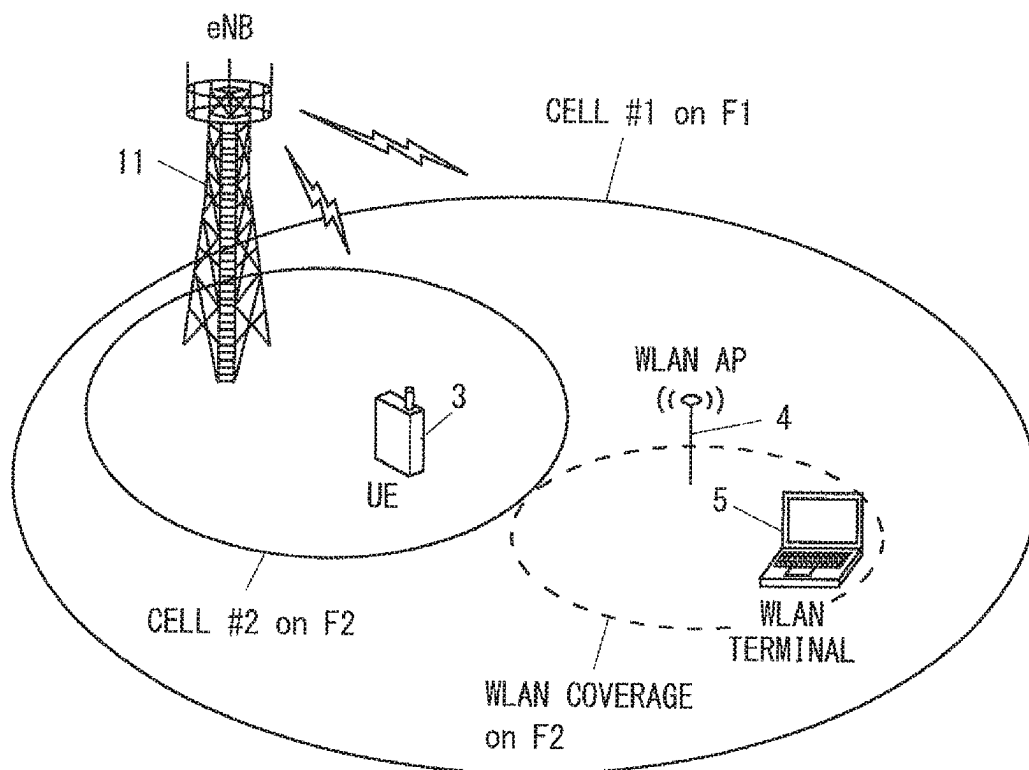 eNB
CELL #1 on F1
11
WLAN AP
3
4
UE
5
CELL #2 on F2
WLAN
TERMINAL
WLAN COVERAGE
on F2